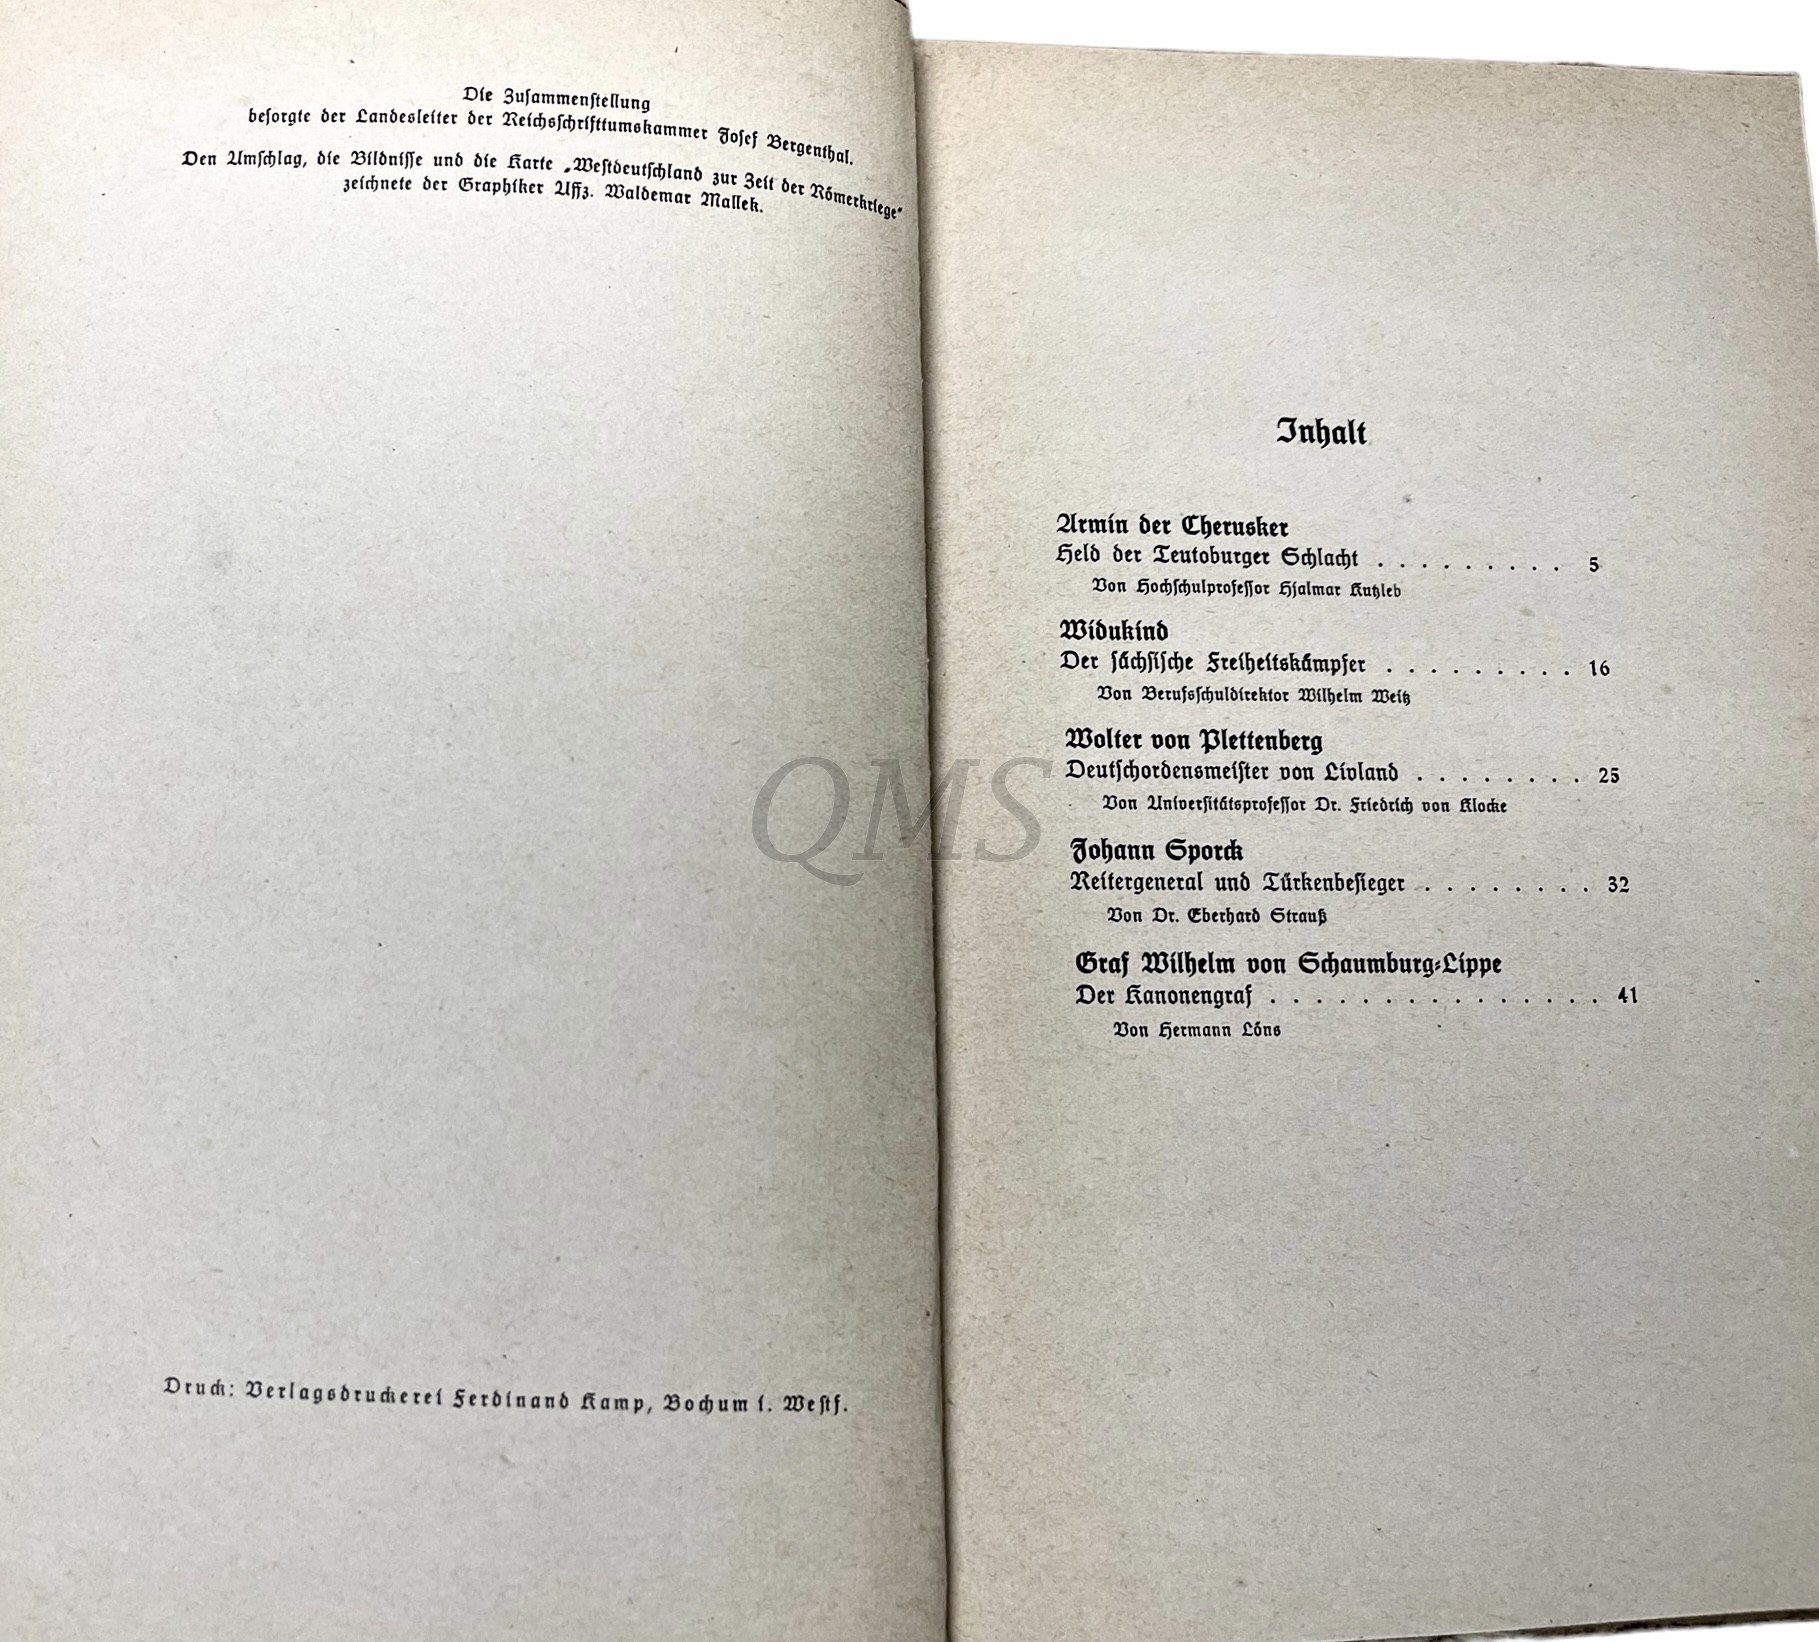 Die Zusammenstellung
besorgte der Landesleiter der Reichsschrifttumskammer Josef Bergenthal.
Den Umschlag, die Bildnisse und die Karte „Westdeutschland zur Zeit der Römerkriege“
zeichnete der Graphiker Uffz. Waldemar Mallek.
Druck: Verlagsdruckerei Ferdinand Kamp, Bochum i. Westf.
Inhalt
Armin der Cherusker
Held der Teutoburger Schlacht . . . . . . . . . 5
Von Hochschulprofessor Hjalmar Kutzleb
Widukind
Der sächsische Freiheitskämpfer . . . . . . . . . 16
Von Berufsschuldirektor Wilhelm Weitz
Wolter von Plettenberg
Deutschordensmeister von Livland . . . . . . . . 25
Von Universitätsprofessor Dr. Friedrich von Klocke
Johann Sporck
Reitergeneral und Türkenbesieger . . . . . . . . 32
Von Dr. Eberhard Strauß
Graf Wilhelm von Schaumburg-Lippe
Der Kanonengraf . . . . . . . . . . . . . . . 41
Von Hermann Löns
QMS